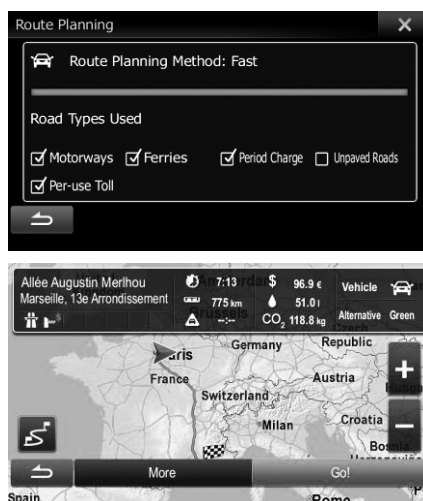 Route Planning
Route Planning Method: Fast
Road Types Used
Motorways Ferries Period Charge Unpaved Roads
Per-use Toll
Allée Augustin Merlhou
Marseille, 13e Arrondissement
7:13 $ 96.9 €
775 km 51.0 l
--:-- CO2 118.8 kg
Vehicle
Alternative Green
Germany Republic
France
Switzerland
Austria
Milan
Croatia
More Go!
Spain Rome